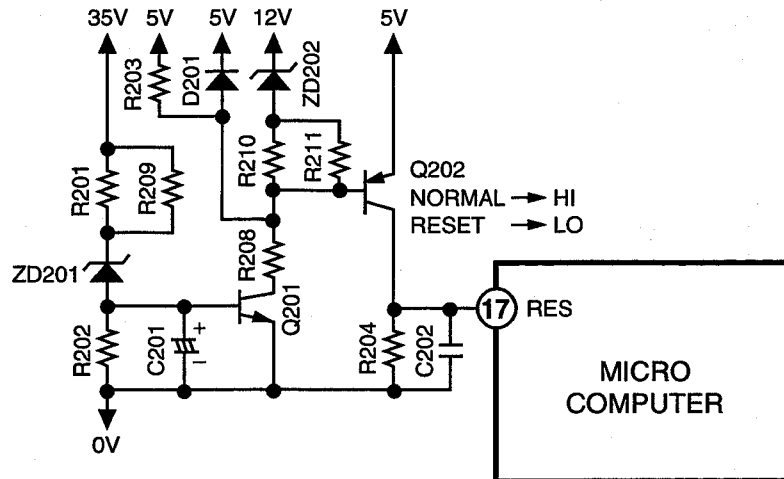 35V 5V 5V 12V 5V
R203
D201
ZD202
R201
R209
R210
R211
Q202
NORMAL → HI
RESET → LO
ZD201
R208
Q201
R202
C201
+
−
R204
C202
17 RES
MICRO
COMPUTER
0V